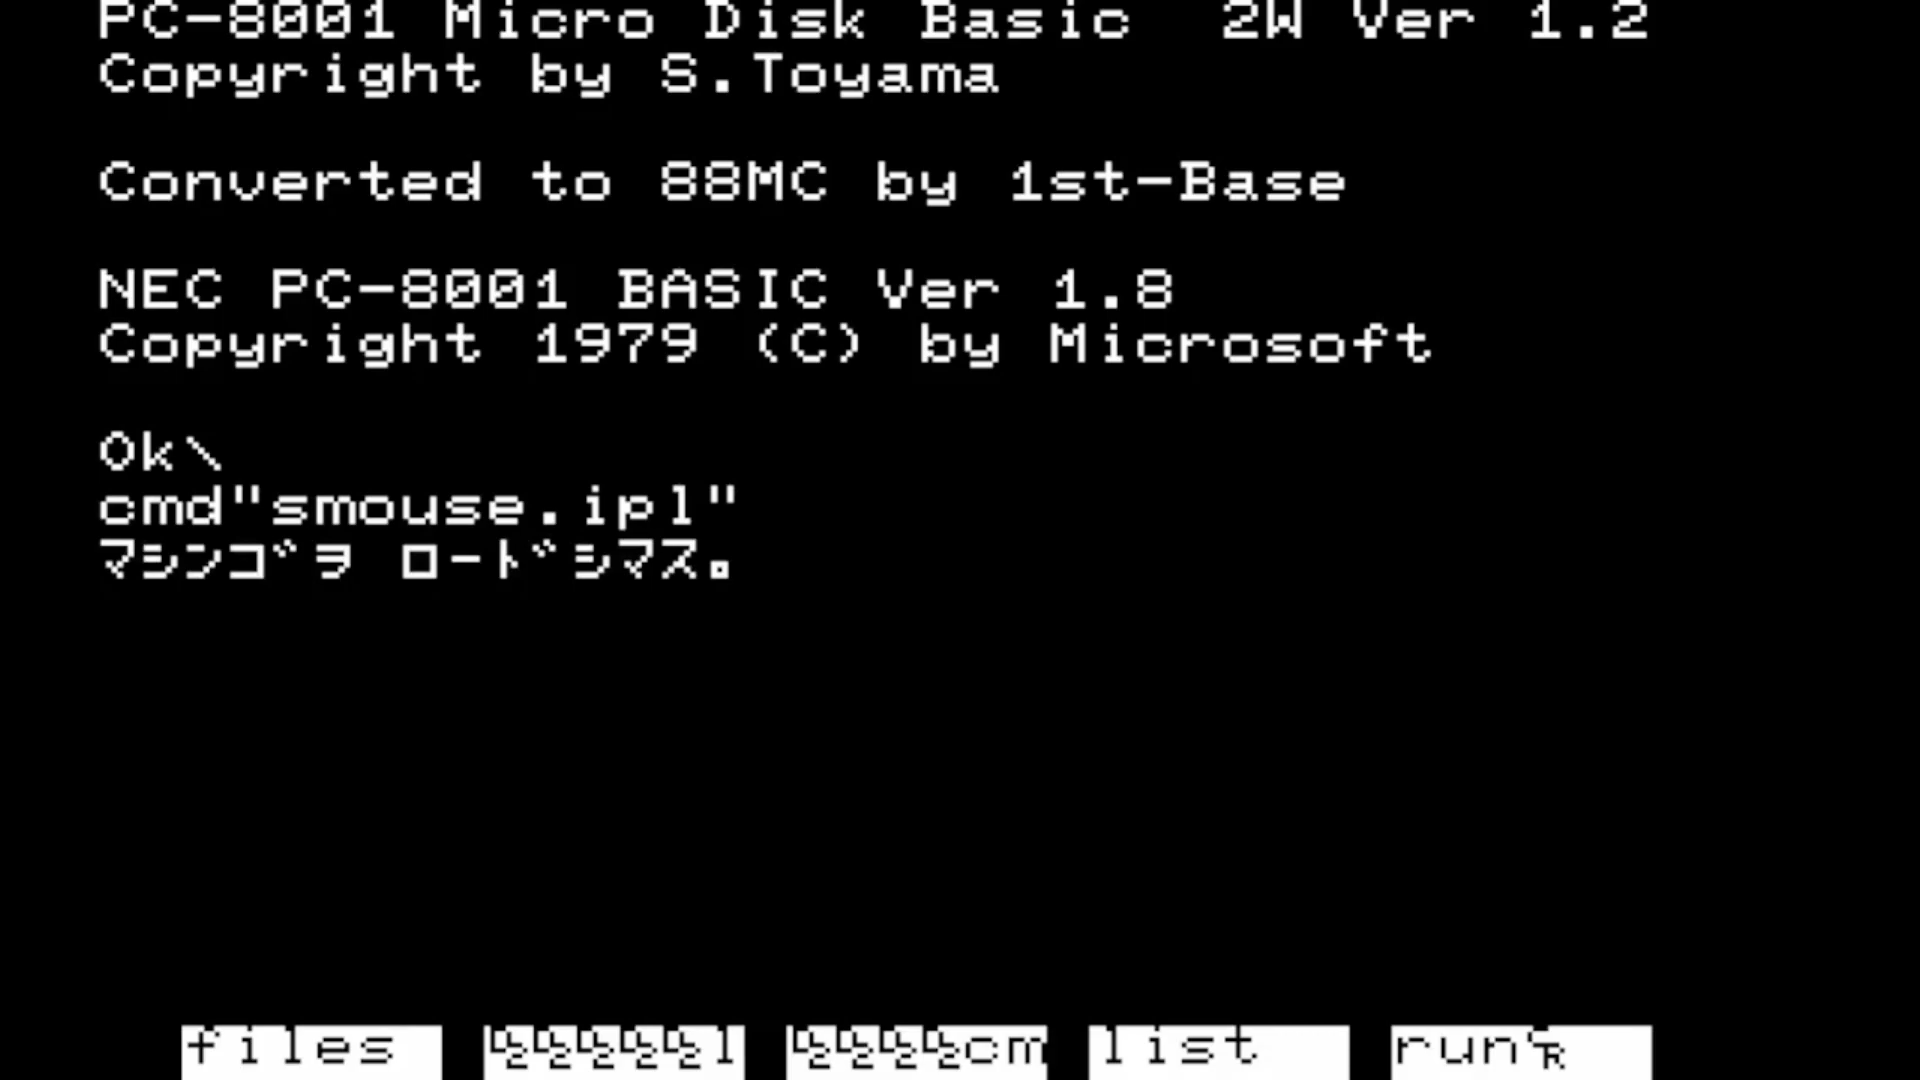 PC-8001 Micro Disk Basic  2W Ver 1.2
Copyright by S.Toyama
Converted to 88MC by 1st-Base
NEC PC-8001 BASIC Ver 1.8
Copyright 1979 (C) by Microsoft
Ok\
cmd"smouse.ipl"
マシンゴヲ ロードシマス。
files ␒␒␒␒␒l ␒␒␒␒cm list run␍